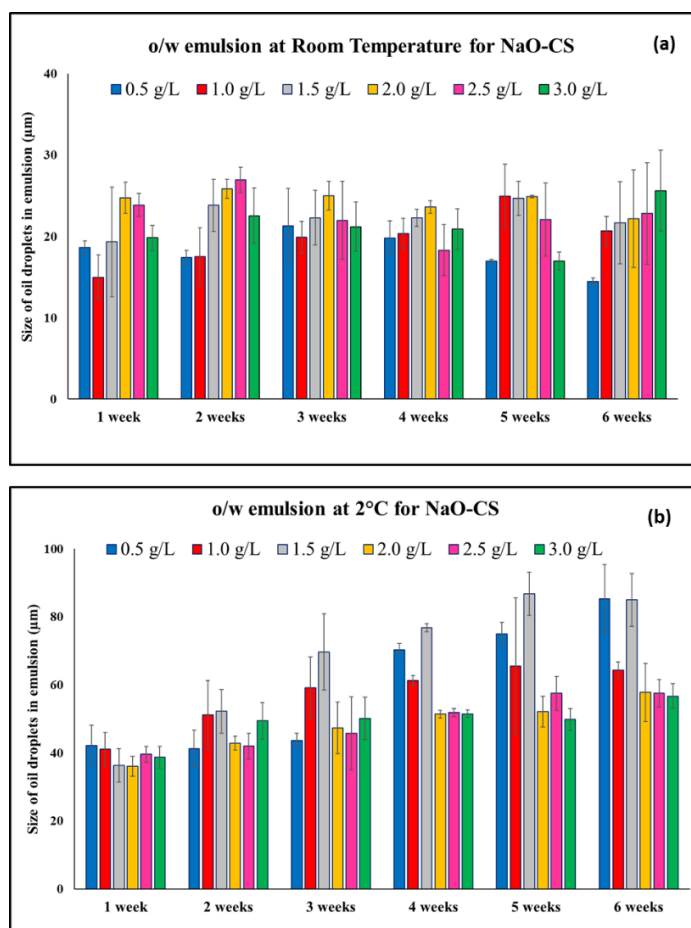 o/w emulsion at Room Temperature for NaO-CS
(a)
40
0.5 g/L 1.0 g/L 1.5 g/L 2.0 g/L 2.5 g/L 3.0 g/L
30
20
10
0
Size of oil droplets in emulsion (µm)
1 week 2 weeks 3 weeks 4 weeks 5 weeks 6 weeks
(b)
o/w emulsion at 2°C for NaO-CS
100
0.5 g/L 1.0 g/L 1.5 g/L 2.0 g/L 2.5 g/L 3.0 g/L
80
60
40
20
0
Size of oil droplets in emulsion (µm)
1 week 2 weeks 3 weeks 4 weeks 5 weeks 6 weeks